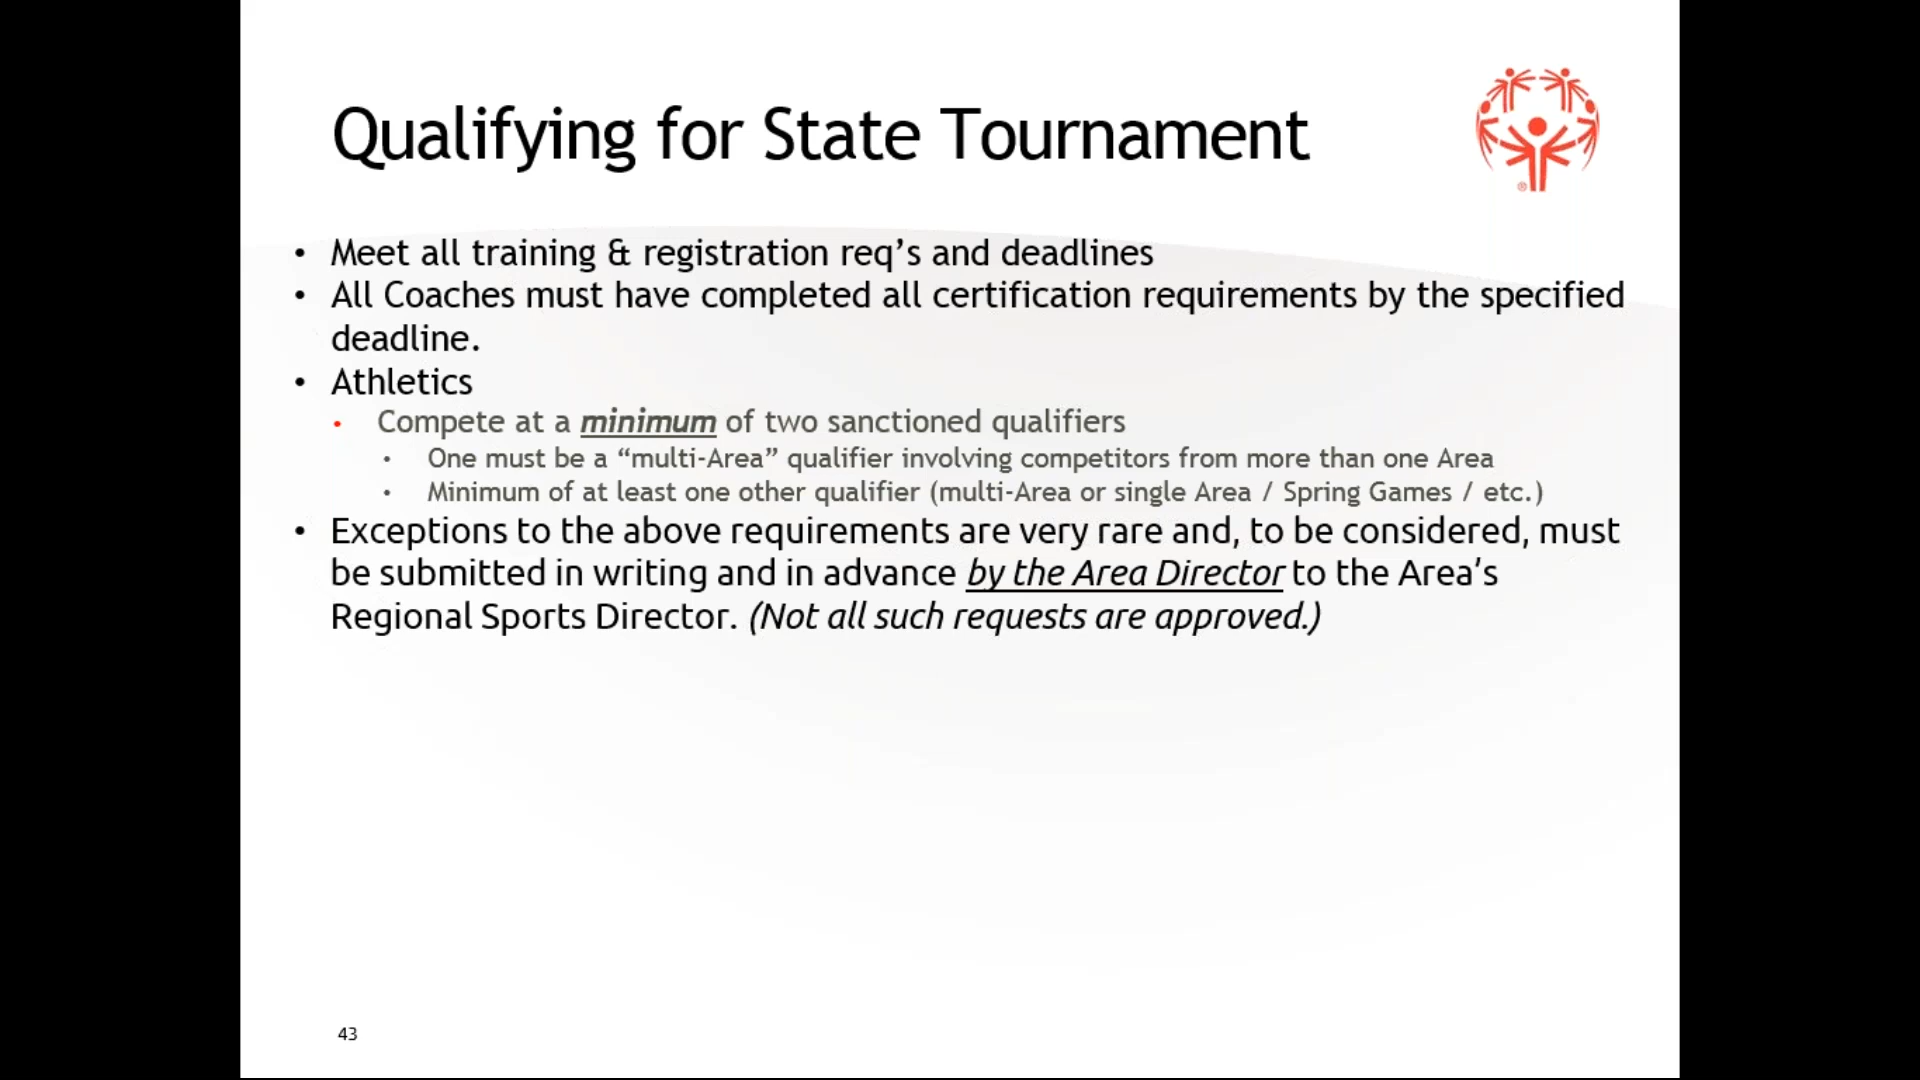 Qualifying for State Tournament
®
• Meet all training & registration req’s and deadlines
• All Coaches must have completed all certification requirements by the specified
deadline.
• Athletics
• Compete at a minimum of two sanctioned qualifiers
• One must be a “multi-Area” qualifier involving competitors from more than one Area
• Minimum of at least one other qualifier (multi-Area or single Area / Spring Games / etc.)
• Exceptions to the above requirements are very rare and, to be considered, must
be submitted in writing and in advance by the Area Director to the Area’s
Regional Sports Director. (Not all such requests are approved.)
43